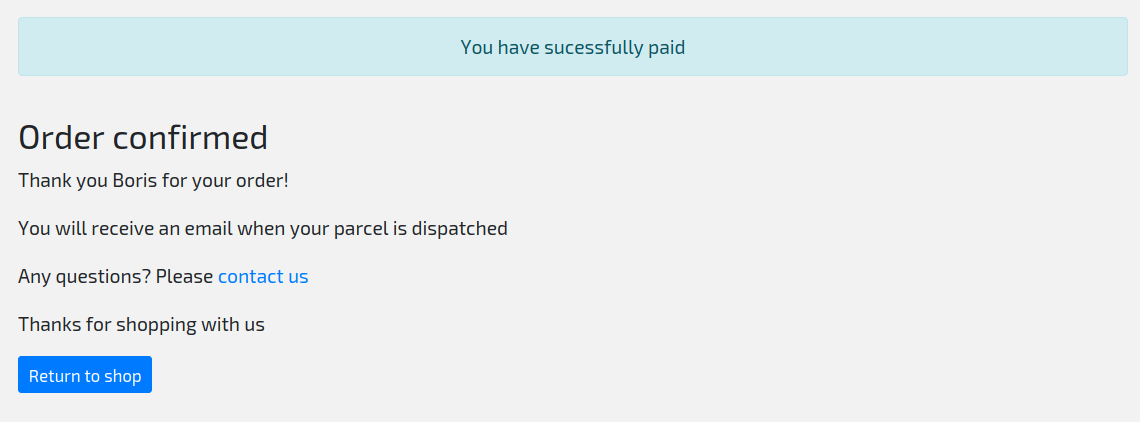 You have sucessfully paid
Order confirmed
Thank you Boris for your order!
You will receive an email when your parcel is dispatched
Any questions? Please contact us
Thanks for shopping with us
Return to shop